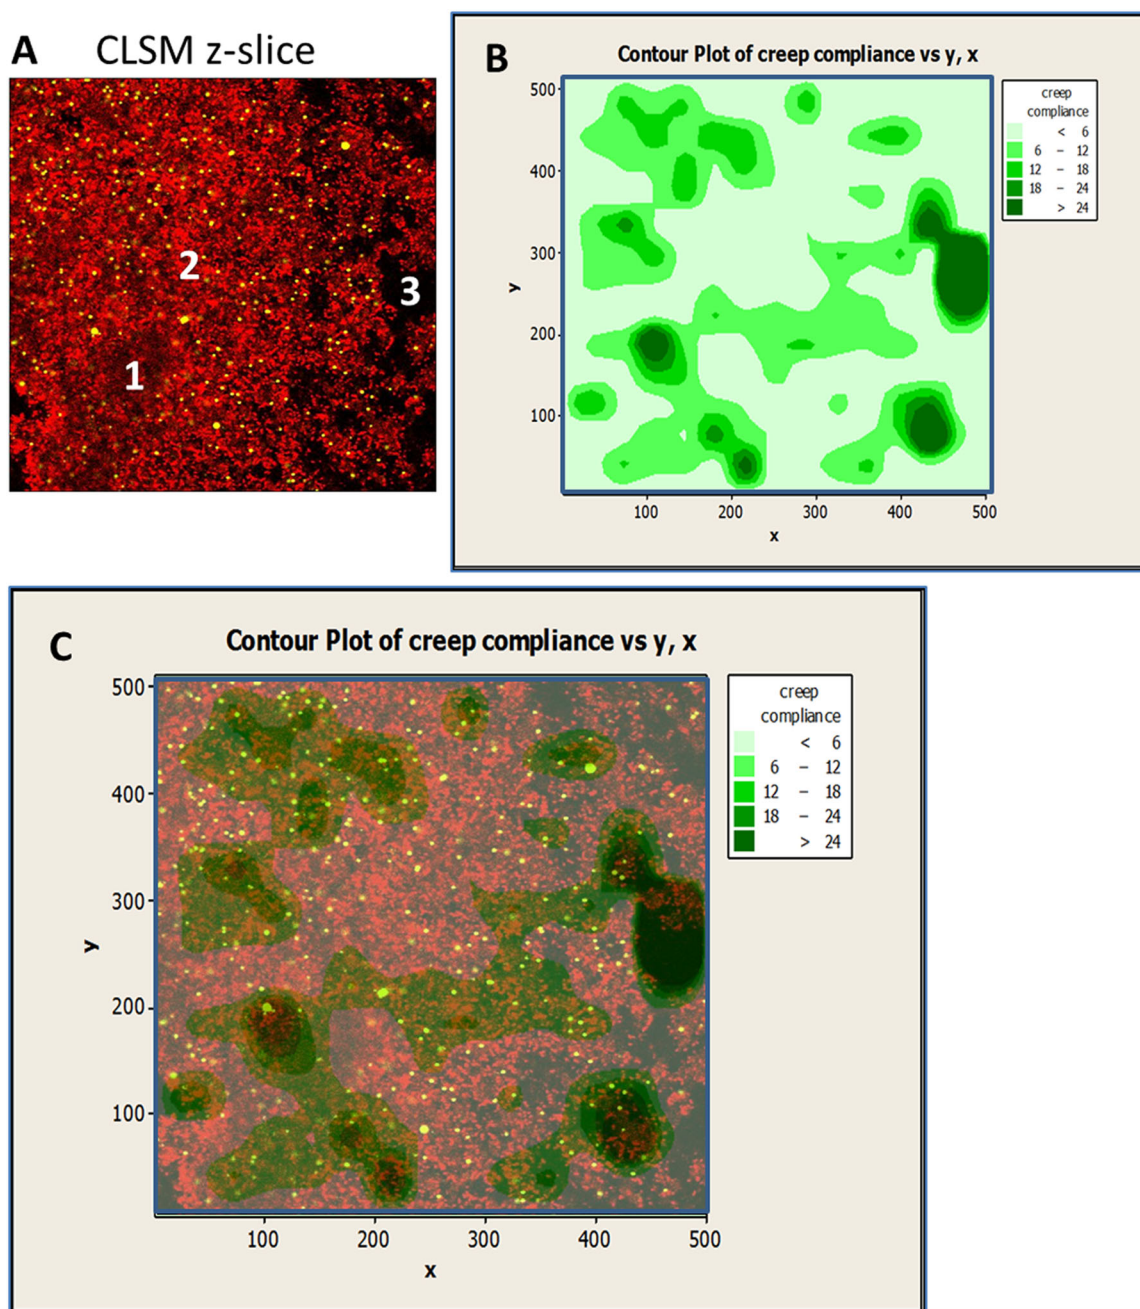 A CLSM z-slice
1
2
3
B Contour Plot of creep compliance vs y, x
creep
compliance
< 6
6 – 12
12 – 18
18 – 24
> 24
500
400
300
200
100
y
100 200 300 400 500
x
C Contour Plot of creep compliance vs y, x
creep
compliance
< 6
6 – 12
12 – 18
18 – 24
> 24
500
400
300
200
100
y
100 200 300 400 500
x